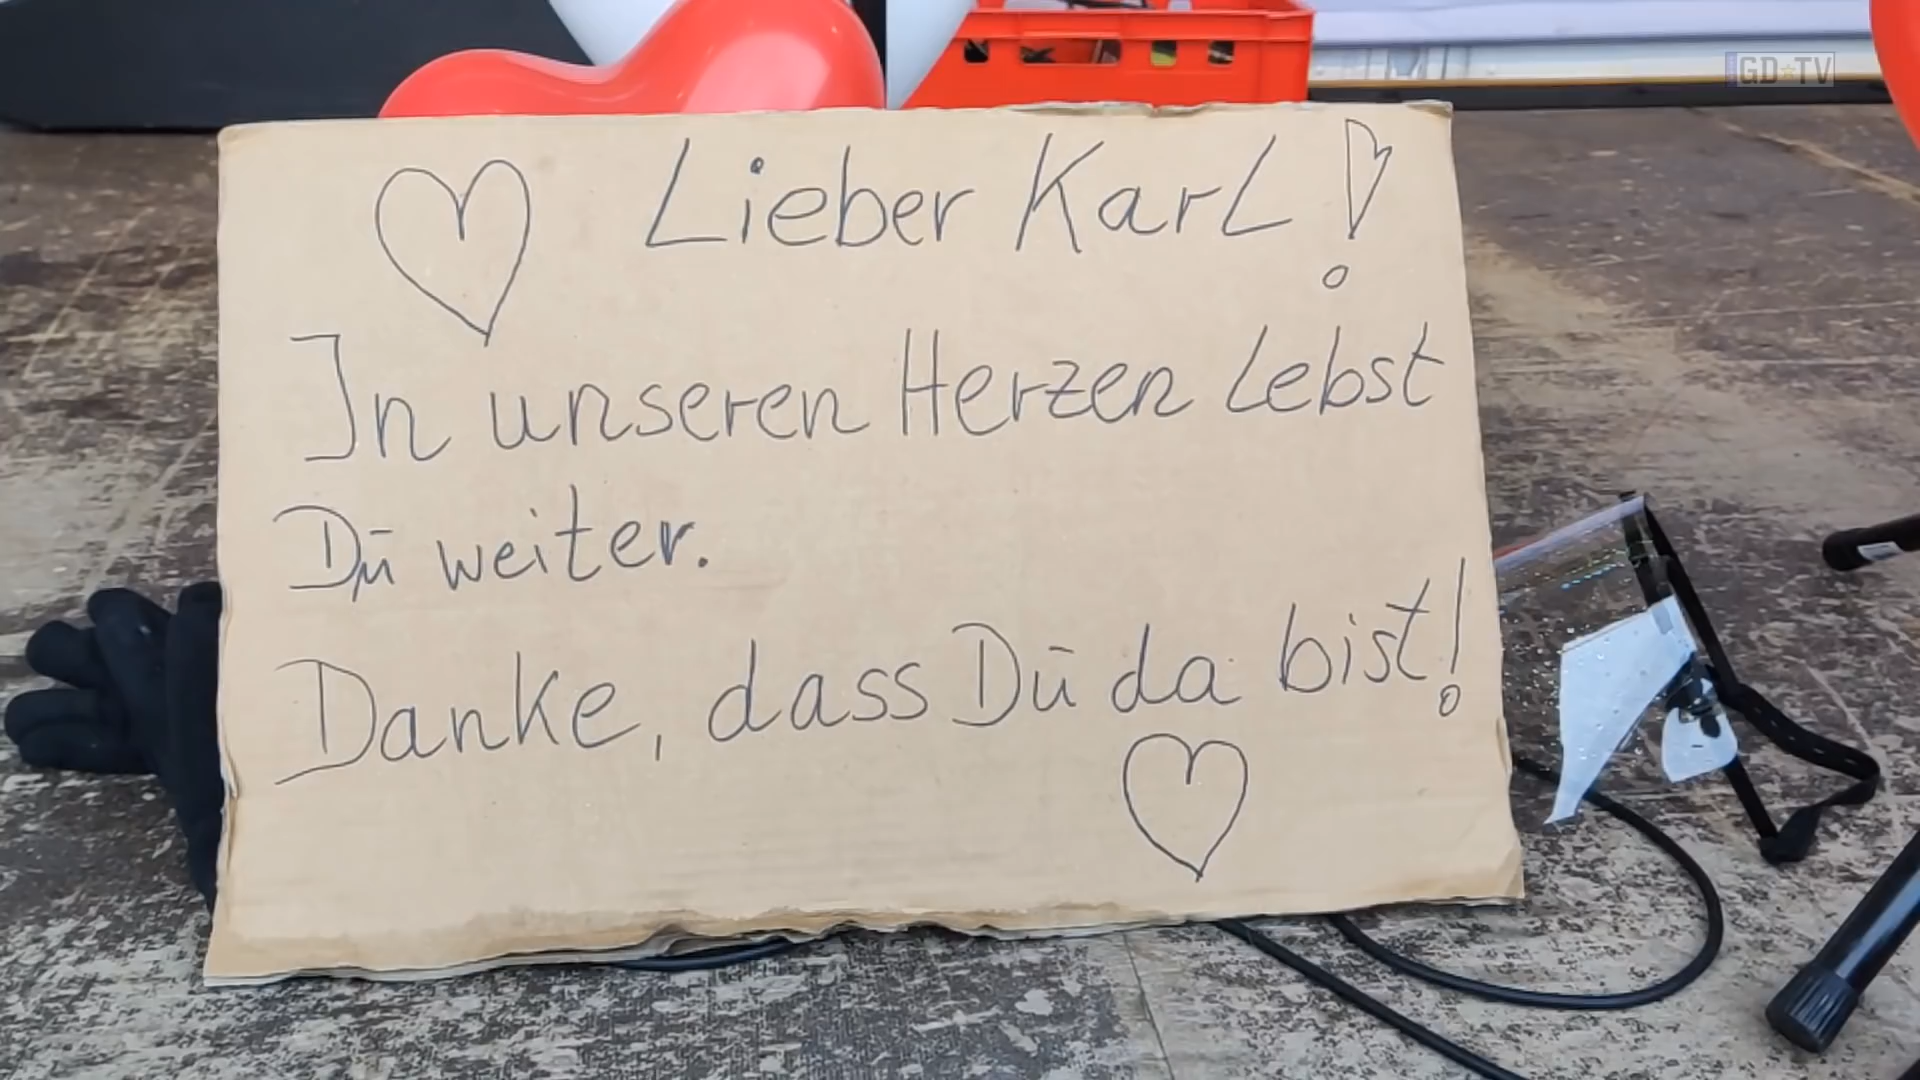 GD TV
Lieber Karl!
In unseren Herzen lebst
Du weiter.
Danke, dass Du da bist!